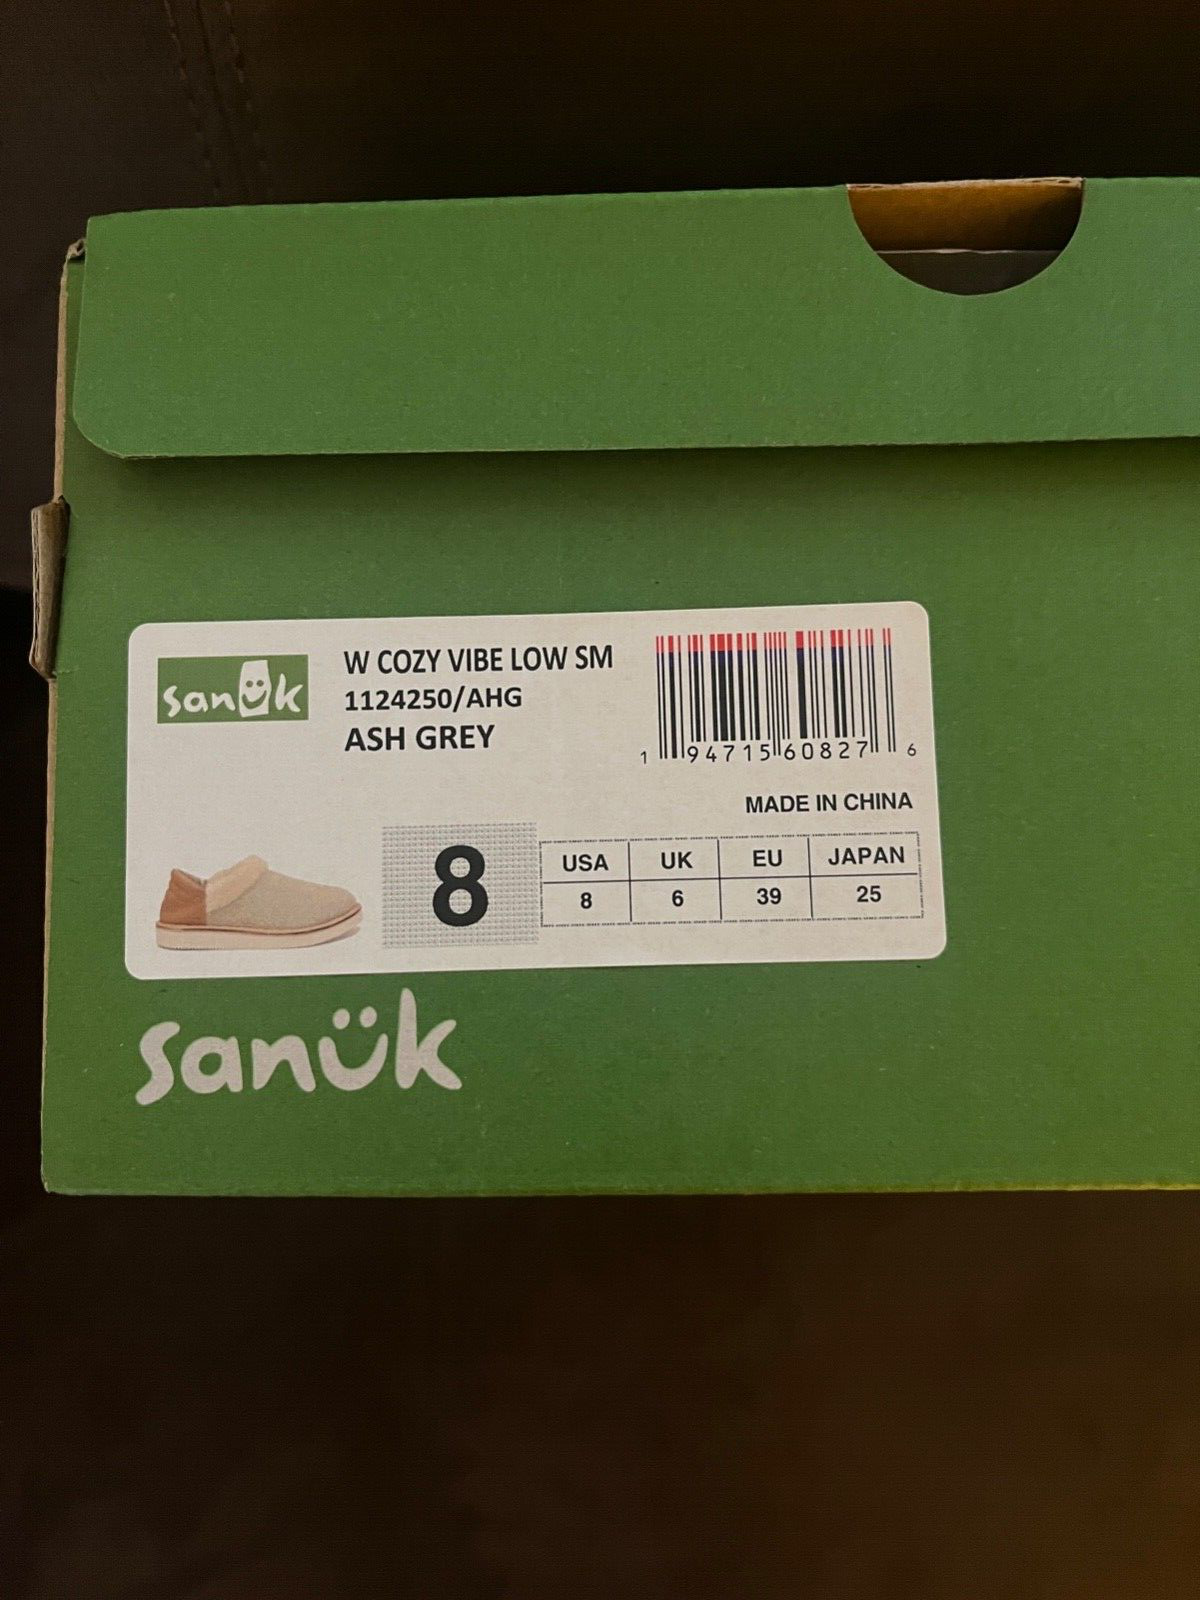 sanuk
W COZY VIBE LOW SM
1124250/AHG
ASH GREY
1 94715 60827 6
MADE IN CHINA
8
USA UK EU JAPAN
8 6 39 25
sanük